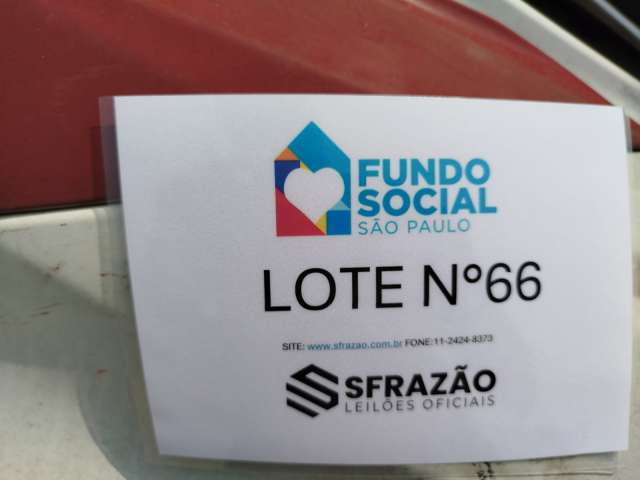 FUNDO
SOCIAL
SÃO PAULO
LOTE Nº66
SITE: www.sfrazao.com.br FONE:11-2424-8373
SFRAZÃO
LEILÕES OFICIAIS